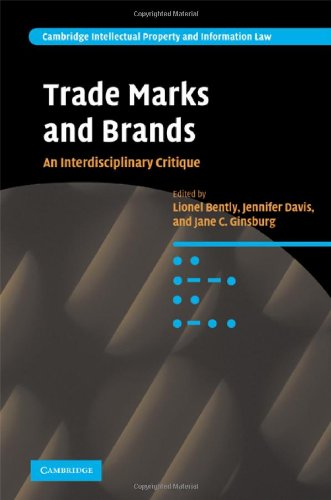 Cambridge Intellectual Property and Information Law
Trade Marks
and Brands
An Interdisciplinary Critique
Edited by
Lionel Bently, Jennifer Davis,
and Jane C. Ginsburg
CAMBRIDGE